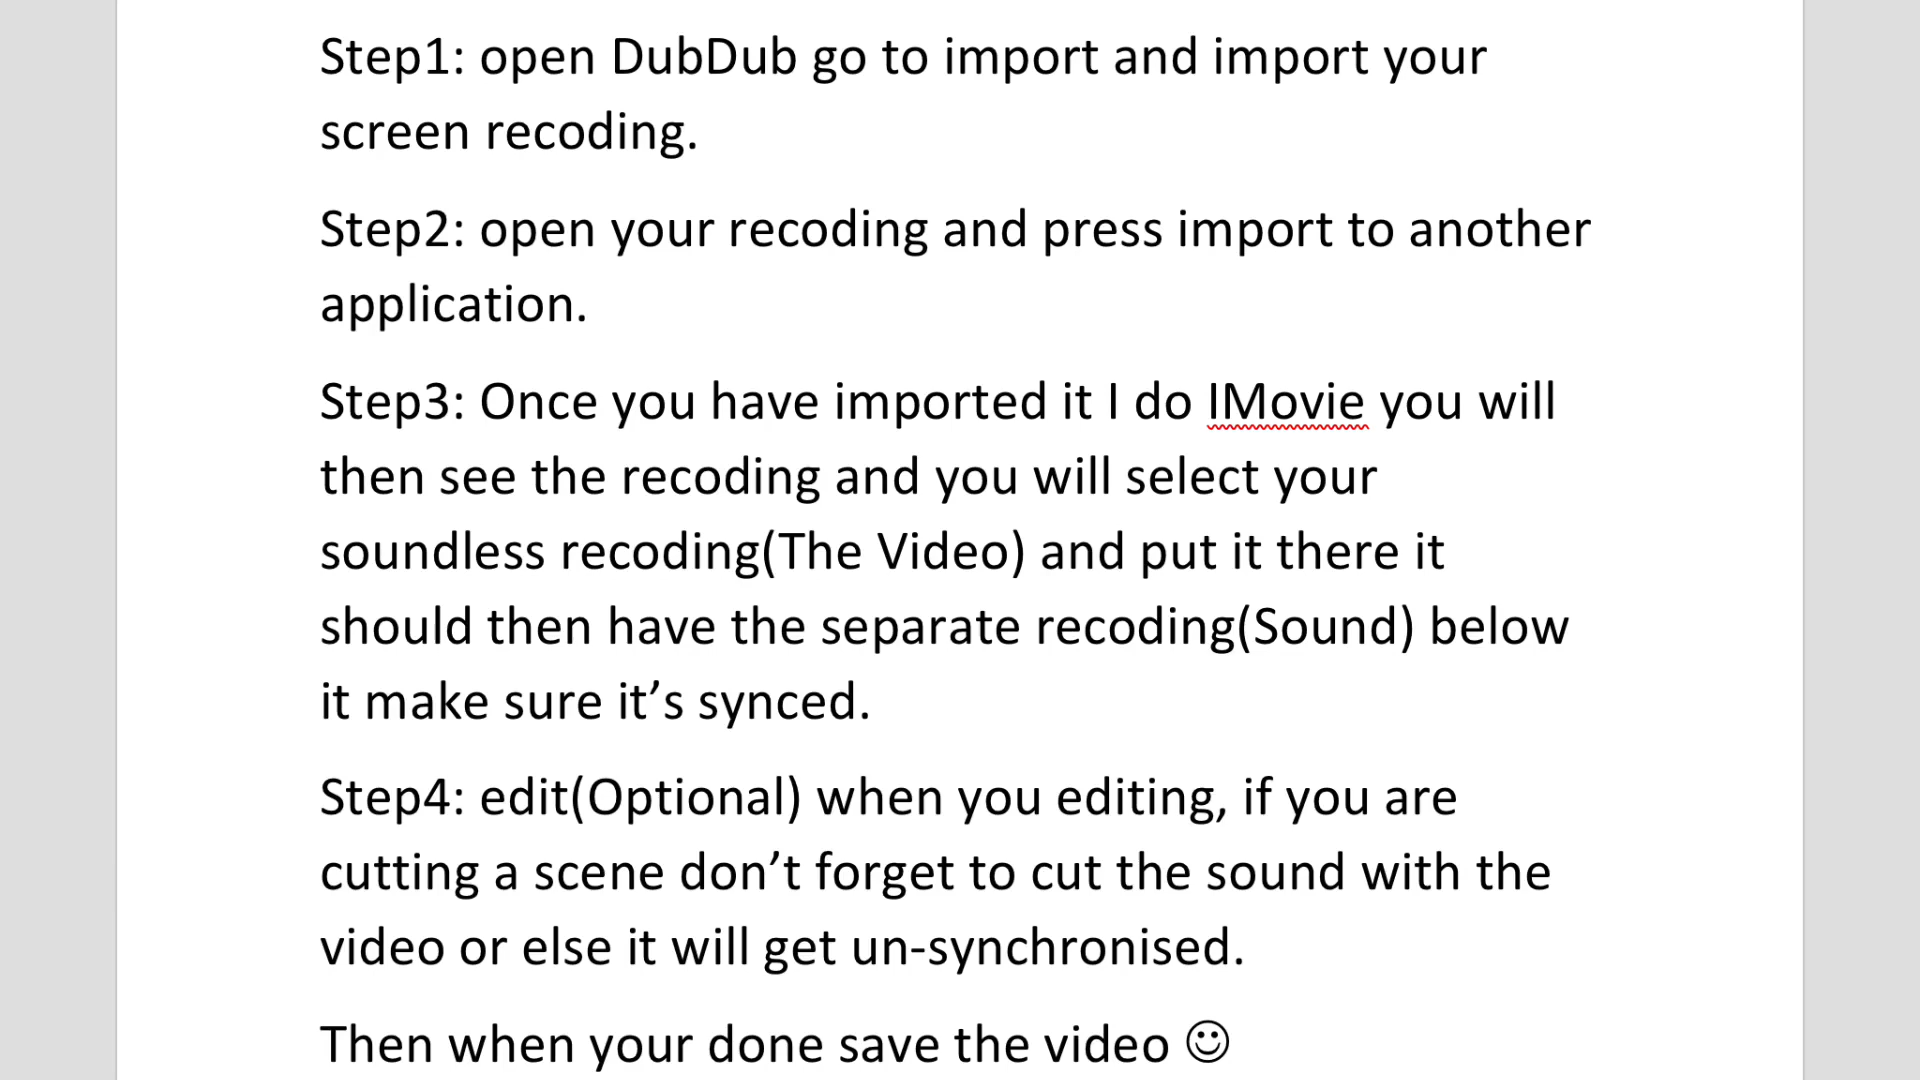 Step1: open DubDub go to import and import your
screen recoding.
Step2: open your recoding and press import to another
application.
Step3: Once you have imported it I do IMovie you will
then see the recoding and you will select your
soundless recoding(The Video) and put it there it
should then have the separate recoding(Sound) below
it make sure it’s synced.
Step4: edit(Optional) when you editing, if you are
cutting a scene don’t forget to cut the sound with the
video or else it will get un-synchronised.
Then when your done save the video ☺